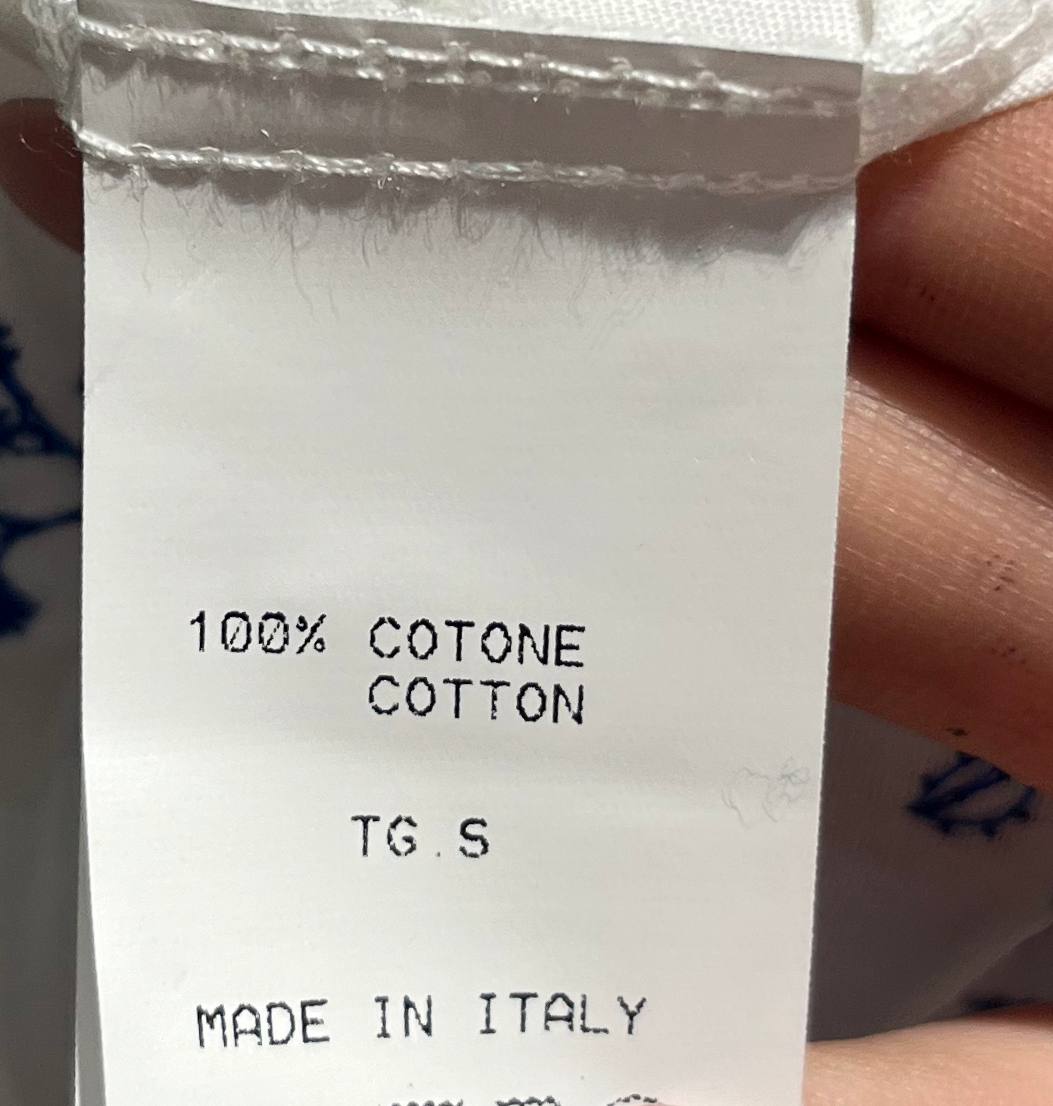 100% COTONE
COTTON
TG.S
MADE IN ITALY